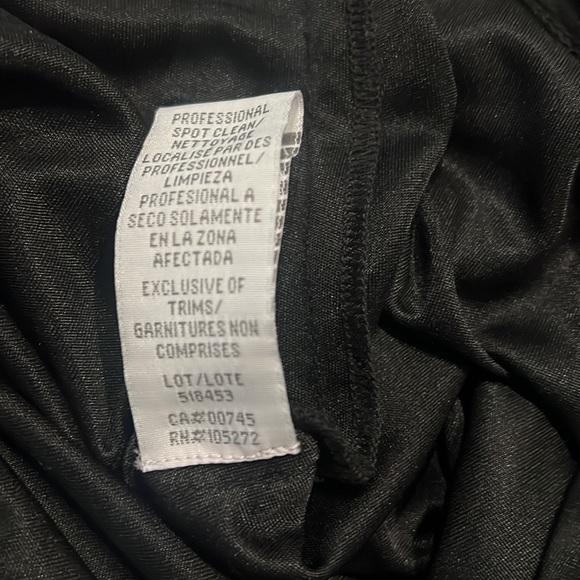 PROFESSIONAL
SPOT CLEAN/
NETTOYAGE
LOCALISÉ PAR DES
PROFESSIONNEL/
LIMPIEZA
PROFESIONAL A
SECO SOLAMENTE
EN LA ZONA
AFECTADA
EXCLUSIVE OF
TRIMS/
GARNITURES NON
COMPRISES
LOT/LOTE
518453
CA#00745
RN#105272